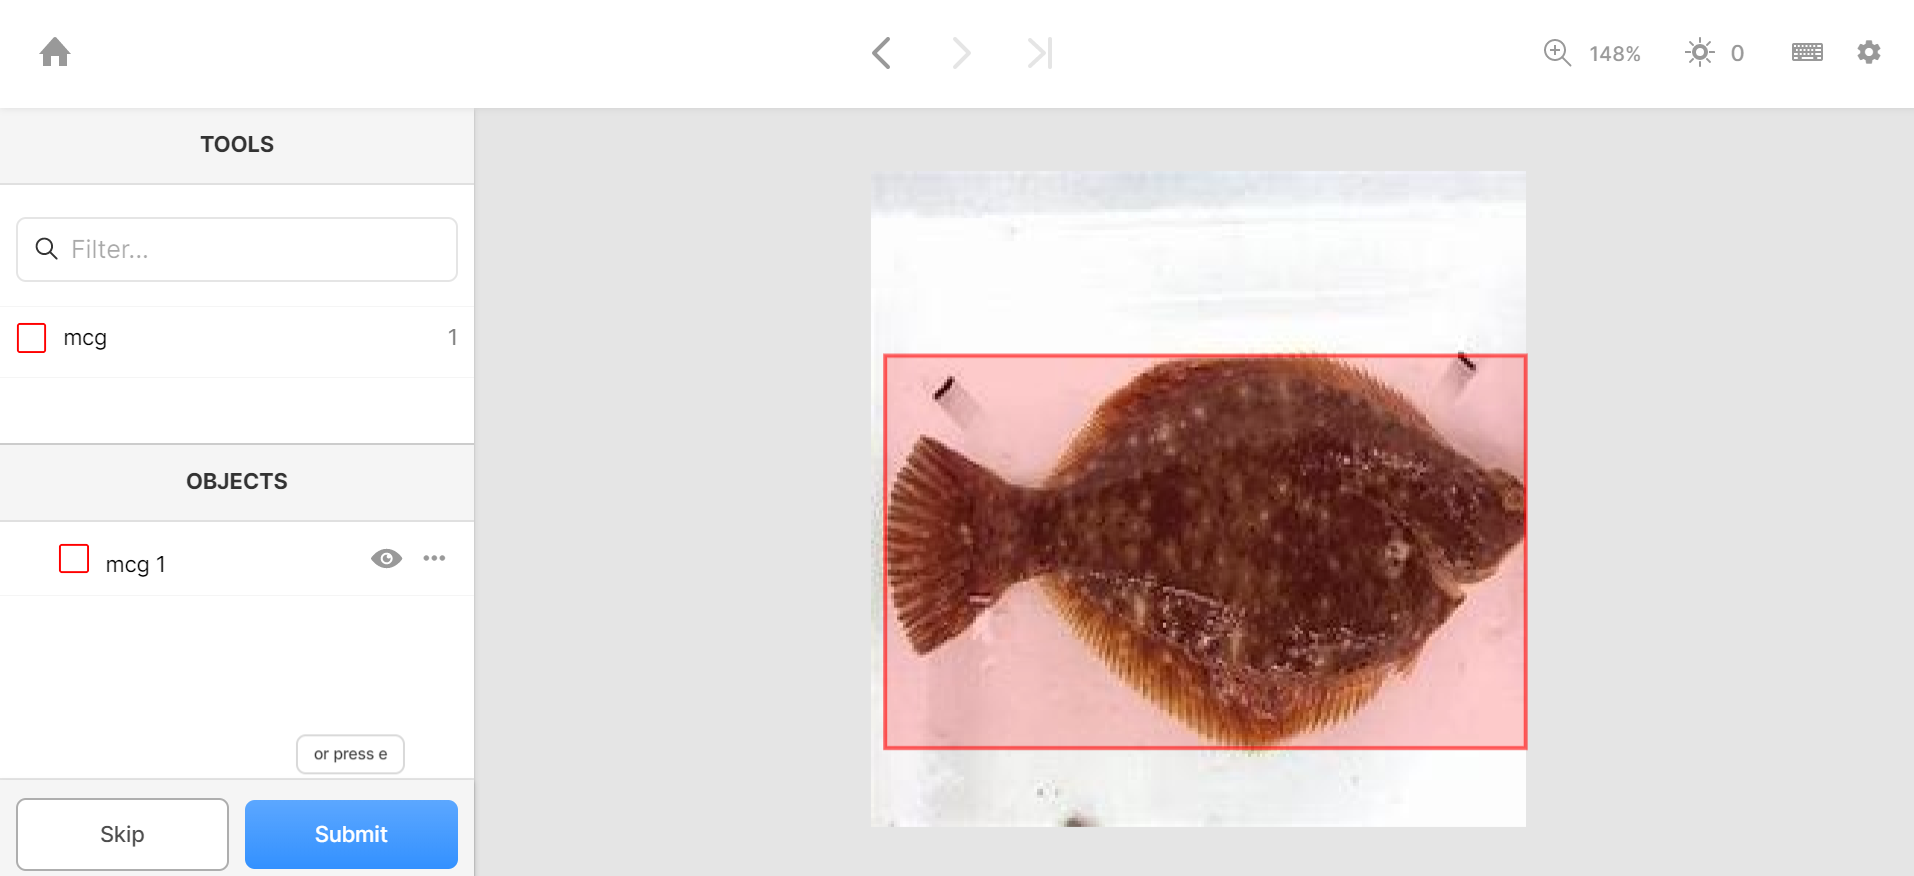 148%
0
TOOLS
Filter...
mcg 1
OBJECTS
mcg 1
or press e
Skip
Submit